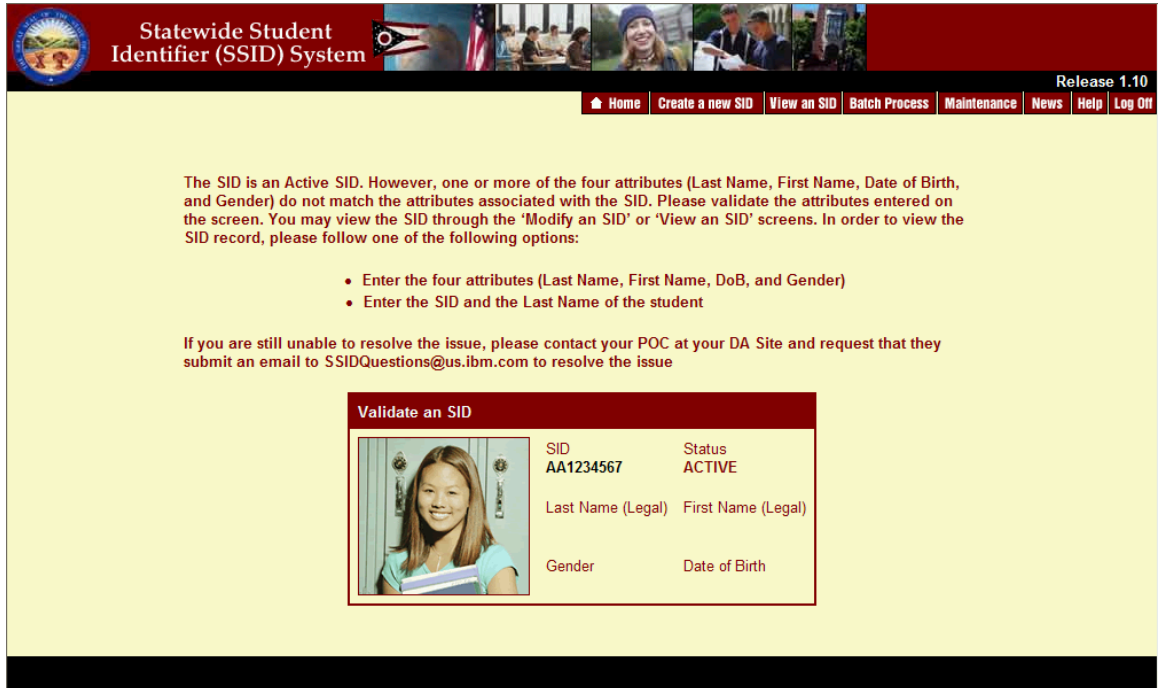 Statewide Student
Identifier (SSID) System
Release 1.10
Home Create a new SID View an SID Batch Process Maintenance News Help Log Off
The SID is an Active SID. However, one or more of the four attributes (Last Name, First Name, Date of Birth,
and Gender) do not match the attributes associated with the SID. Please validate the attributes entered on
the screen. You may view the SID through the ‘Modify an SID’ or ‘View an SID’ screens. In order to view the
SID record, please follow one of the following options:
• Enter the four attributes (Last Name, First Name, DoB, and Gender)
• Enter the SID and the Last Name of the student
If you are still unable to resolve the issue, please contact your POC at your DA Site and request that they
submit an email to SSIDQuestions@us.ibm.com to resolve the issue
Validate an SID
SID Status
AA1234567 ACTIVE
Last Name (Legal) First Name (Legal)
Gender Date of Birth